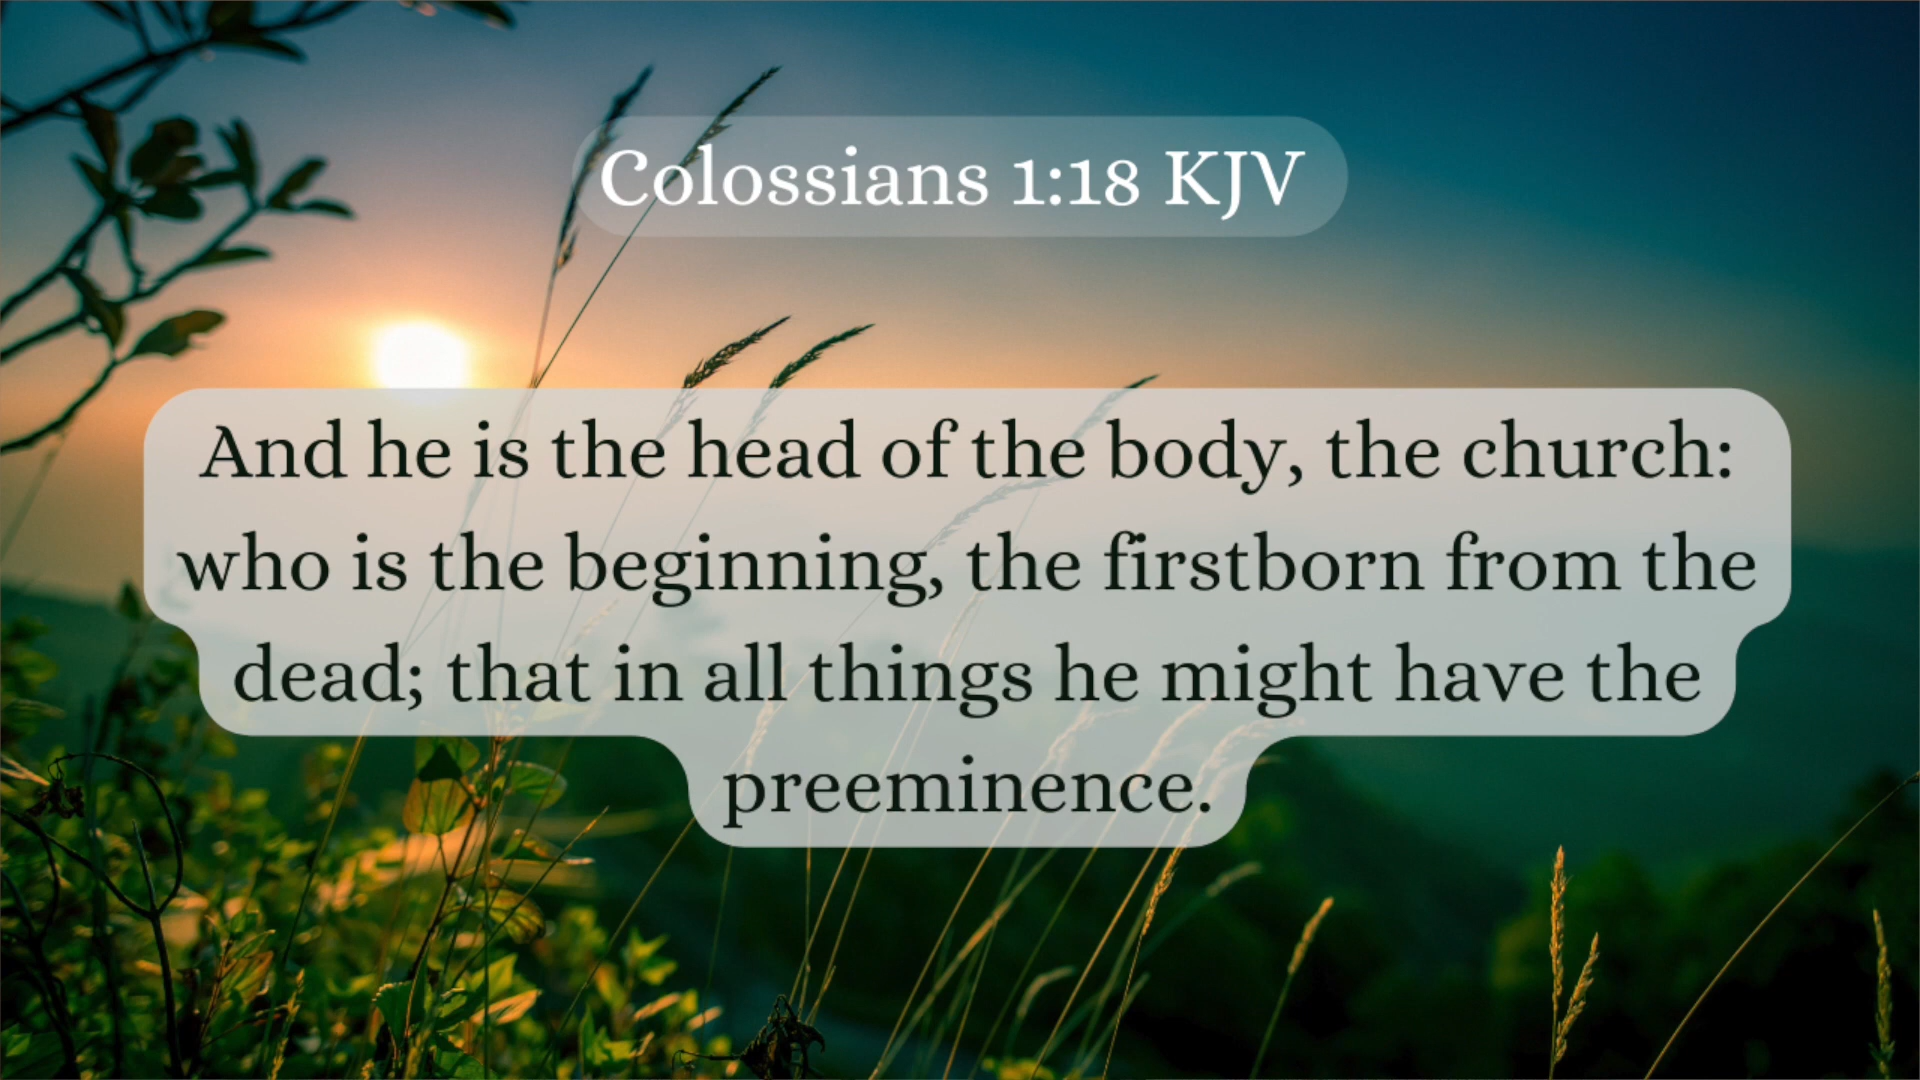 Colossians 1:18 KJV
And he is the head of the body, the church:
who is the beginning, the firstborn from the
dead; that in all things he might have the
preeminence.